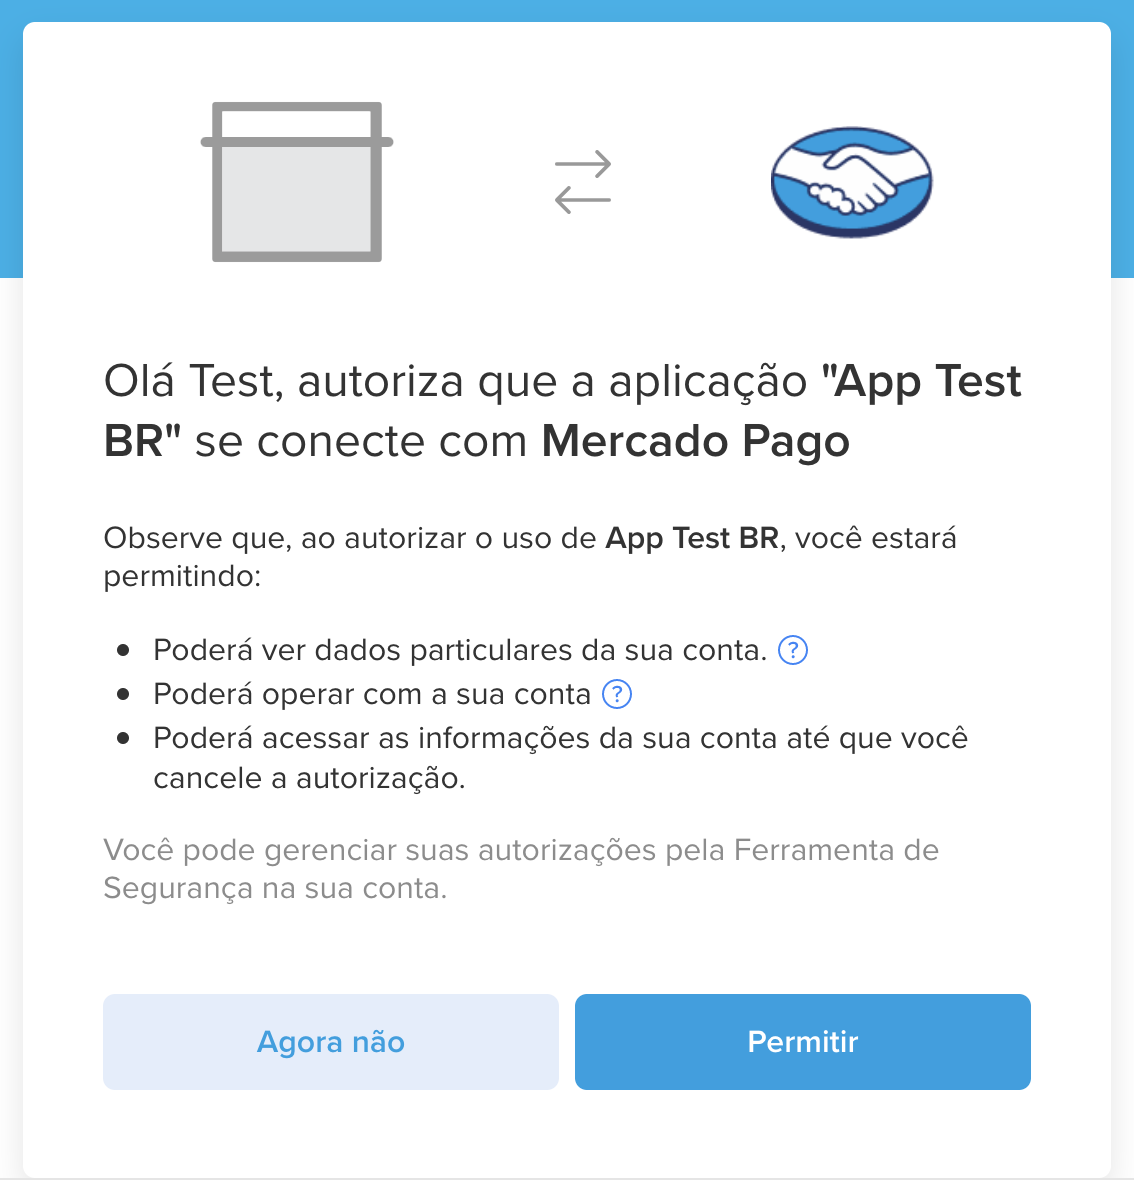 Olá Test, autoriza que a aplicação "App Test
BR" se conecte com Mercado Pago
Observe que, ao autorizar o uso de App Test BR, você estará
permitindo:
• Poderá ver dados particulares da sua conta. ?
• Poderá operar com a sua conta ?
• Poderá acessar as informações da sua conta até que você
cancele a autorização.
Você pode gerenciar suas autorizações pela Ferramenta de
Segurança na sua conta.
Agora não
Permitir